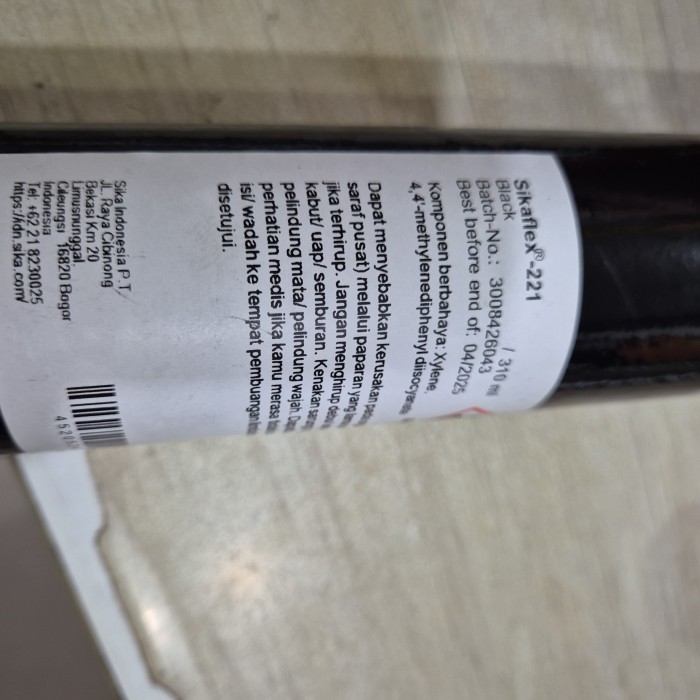 Sikaflex®-221
Black / 310 ml
Batch-No.: 3008426043
Best before end of: 04/2025
Komponen berbahaya: Xylene,
4,4'-methylenediphenyl
Dapat menyebabkan kerusakan
saraf pusat) melalui paparan yang
jika terhirup. Jangan menghirup
kabut/ uap/ semburan. Kenakan
pelindung mata/ pelindung wajah.
perhatian medis jika kamu merasa
isi/ wadah ke tempat pembuangan
disetujui.
Sika Indonesia P.T/
JL. Raya Cibinong
Bekasi Km 20
Limusnunggal.
Cileungsi 16820 Bogor
Indonesia
Tel: +62 21 8230025
https://idn.sika.com/